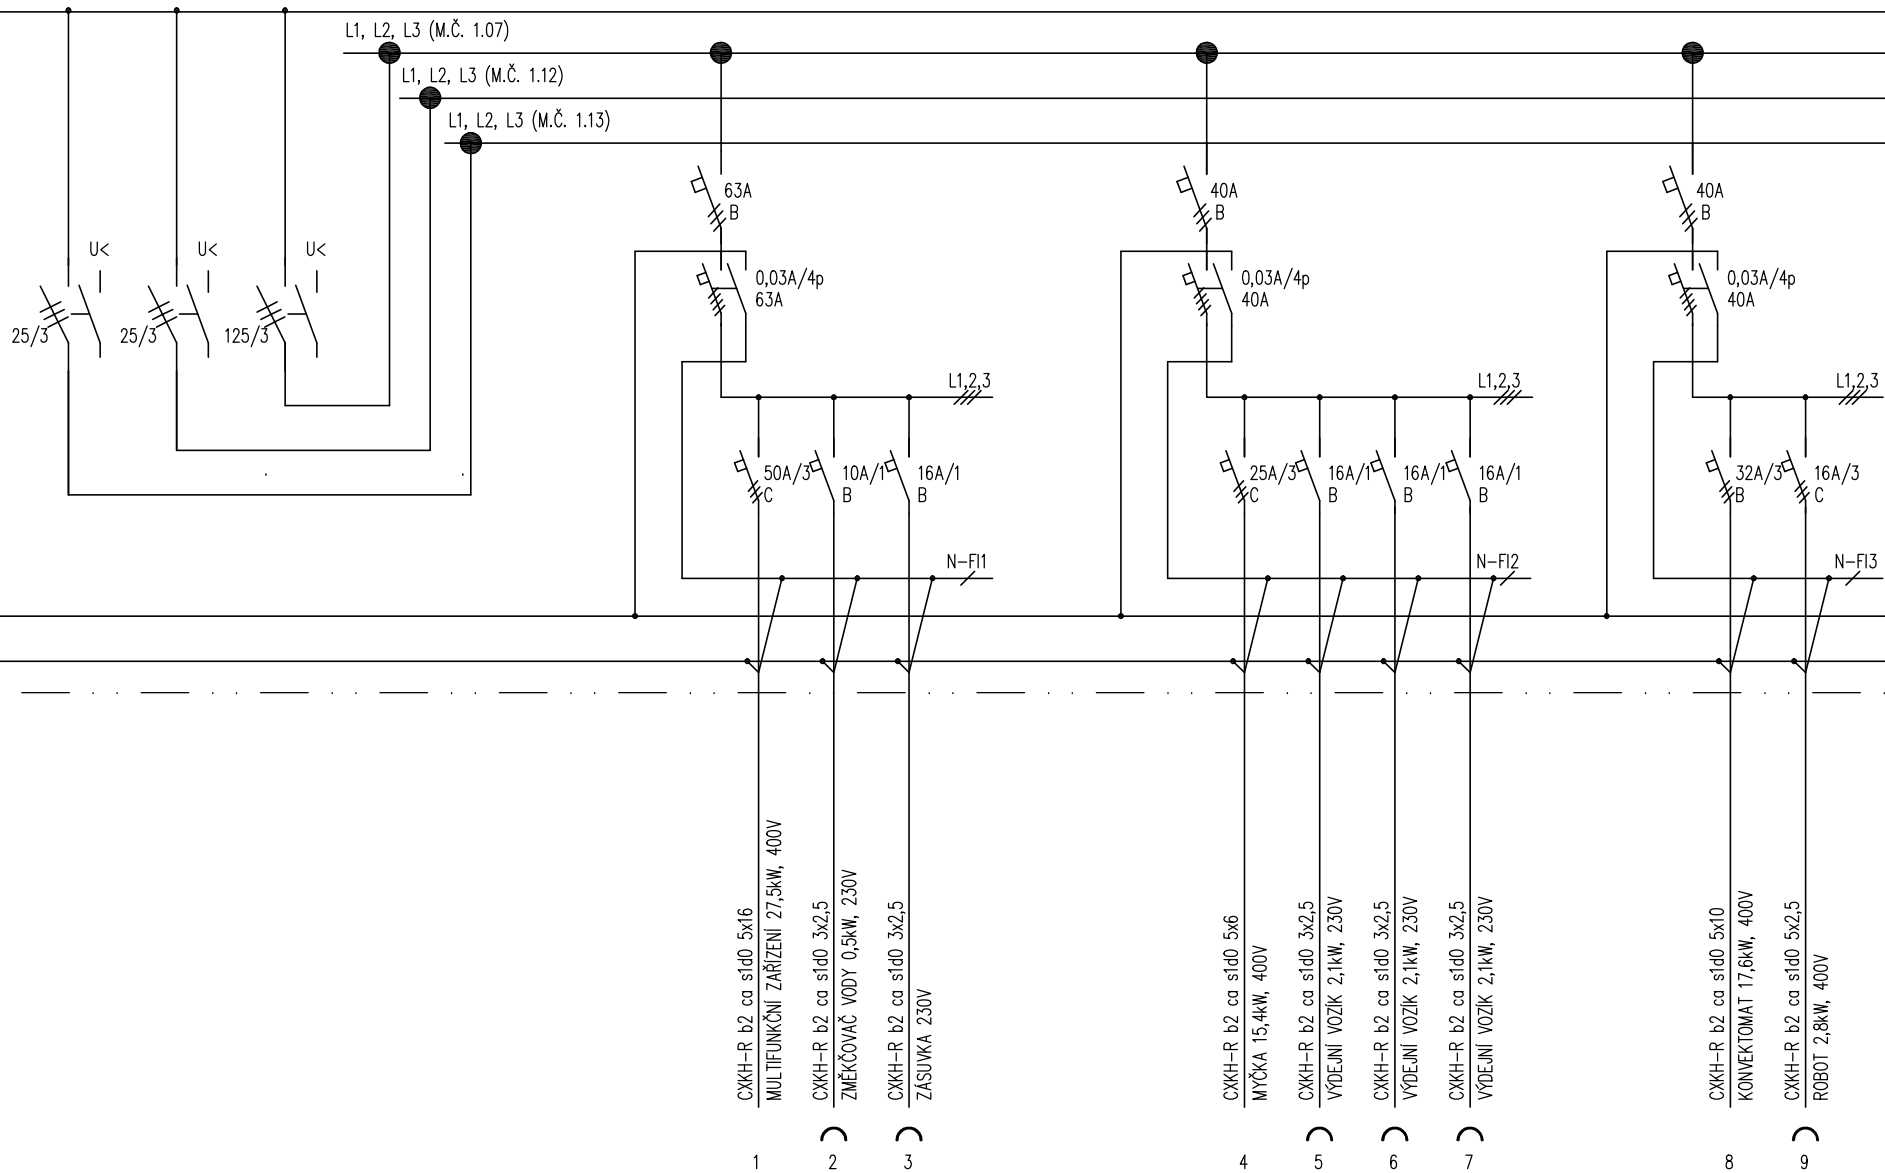 L1, L2, L3 (M.Č. 1.07)
L1, L2, L3 (M.Č. 1.12)
L1, L2, L3 (M.Č. 1.13)
U<
U<
U<
25/3
25/3
125/3
63A
B
0,03A/4p
63A
L1,2,3
50A/3
C
10A/1
B
16A/1
B
N-FI1
40A
B
0,03A/4p
40A
L1,2,3
25A/3
C
16A/1
B
16A/1
B
16A/1
B
N-FI2
40A
B
0,03A/4p
40A
L1,2,3
32A/3
B
16A/3
C
N-FI3
CXKH-R b2 ca s1d0 5x16
MULTIFUNKČNÍ ZAŘÍZENÍ 27,5kW, 400V
CXKH-R b2 ca s1d0 3x2,5
ZMĚKČOVAČ VODY 0,5kW, 230V
CXKH-R b2 ca s1d0 3x2,5
ZÁSUVKA 230V
CXKH-R b2 ca s1d0 5x6
MYČKA 15,4kW, 400V
CXKH-R b2 ca s1d0 3x2,5
VÝDEJNÍ VOZÍK 2,1kW, 230V
CXKH-R b2 ca s1d0 3x2,5
VÝDEJNÍ VOZÍK 2,1kW, 230V
CXKH-R b2 ca s1d0 3x2,5
VÝDEJNÍ VOZÍK 2,1kW, 230V
CXKH-R b2 ca s1d0 5x10
KONVEKTOMAT 17,6kW, 400V
CXKH-R b2 ca s1d0 5x2,5
ROBOT 2,8kW, 400V
1
2
3
4
5
6
7
8
9